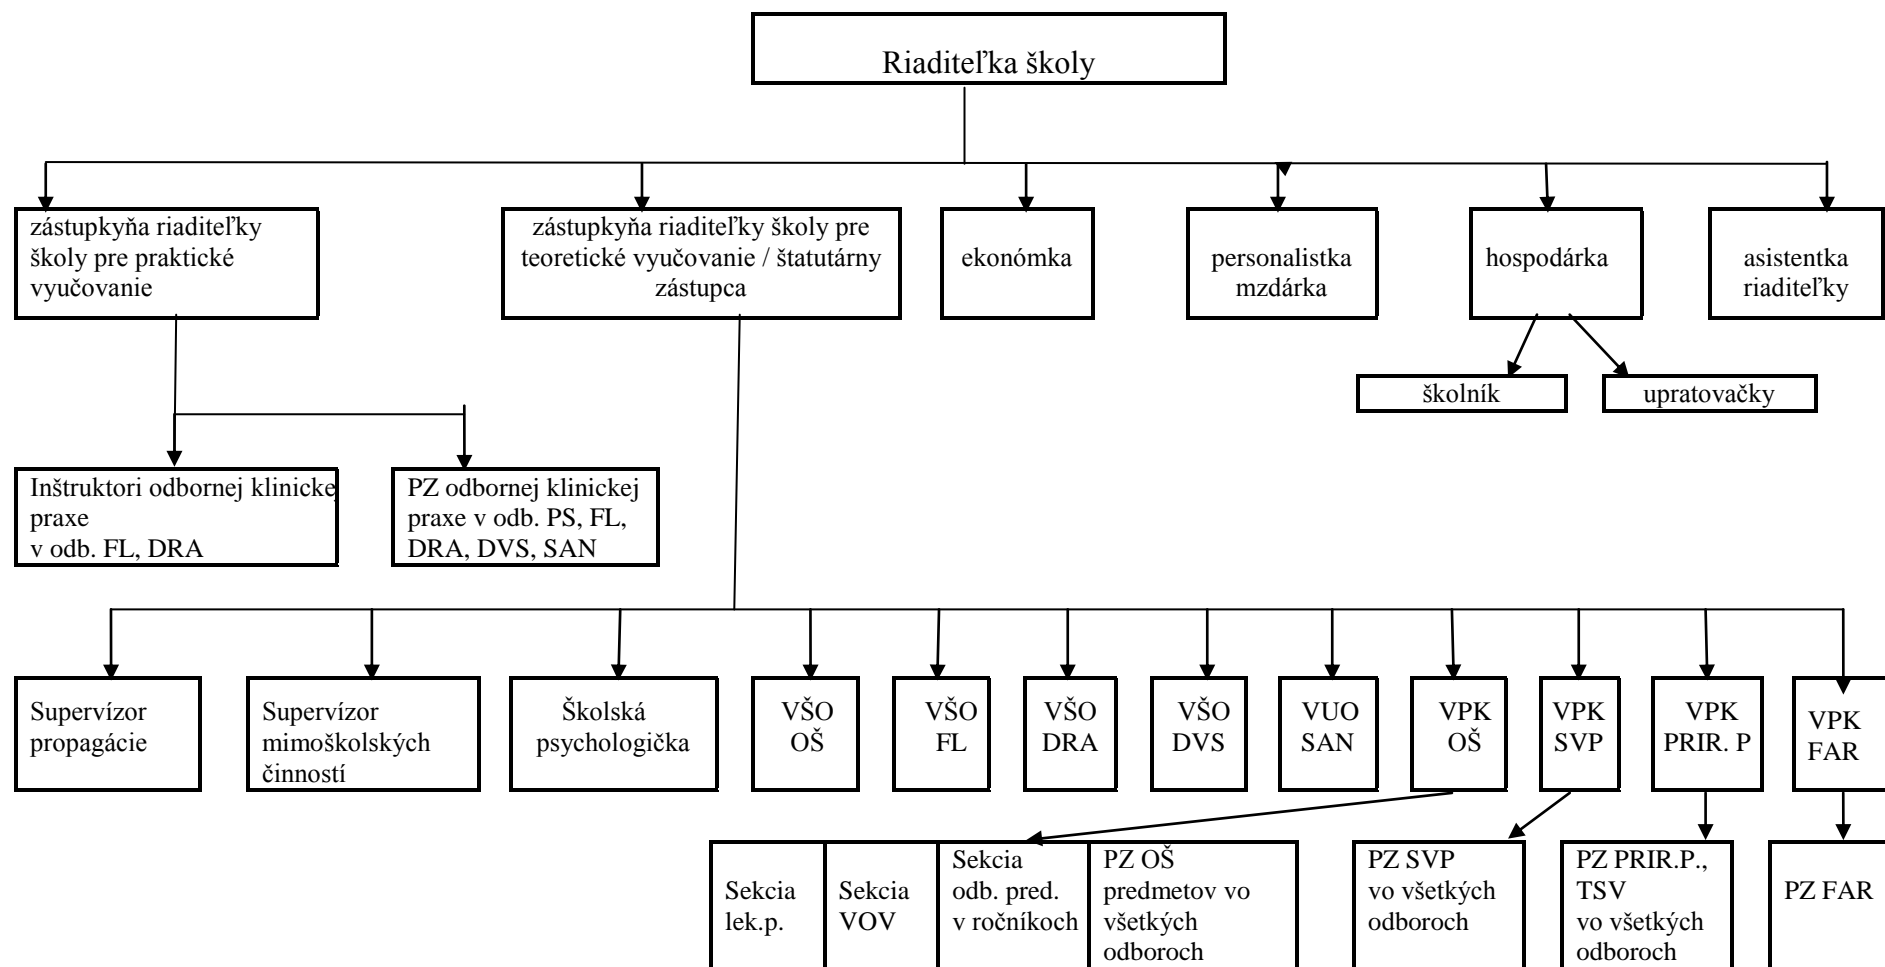 Riaditeľka školy
zástupkyňa riaditeľky
školy pre praktické
vyučovanie
zástupkyňa riaditeľky školy pre
teoretické vyučovanie / štatutárny
zástupca
ekonómka
personalistka
mzdárka
hospodárka
asistentka
riaditeľky
školník
upratovačky
Inštruktori odbornej klinickej
praxe
v odb. FL, DRA
PZ odbornej klinickej
praxe v odb. PS, FL,
DRA, DVS, SAN
Supervízor
propagácie
Supervízor
mimoškolských
činností
Školská
psychologička
VŠO
OŠ
VŠO
FL
VŠO
DRA
VŠO
DVS
VUO
SAN
VPK
OŠ
VPK
SVP
VPK
PRIR. P
VPK
FAR
Sekcia
lek.p.
Sekcia
VOV
Sekcia
odb. pred.
v ročníkoch
PZ OŠ
predmetov vo
všetkých
odboroch
PZ SVP
vo všetkých
odboroch
PZ PRIR.P.,
TSV
vo všetkých
odboroch
PZ FAR